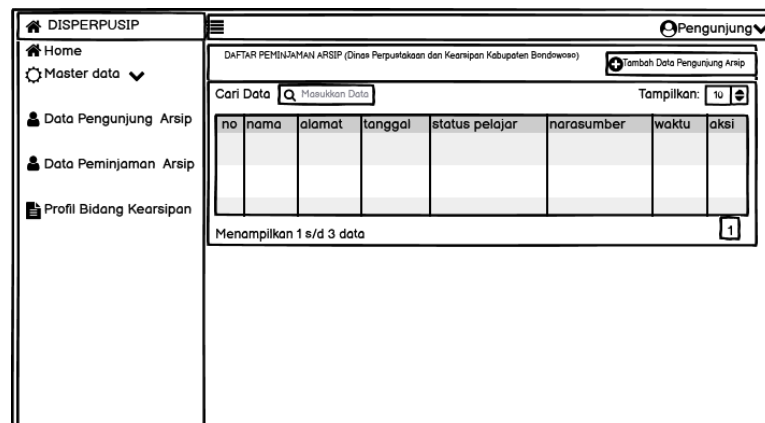 DISPERPUSIP
Pengunjung
Home
Master data
Data Pengunjung Arsip
Data Peminjaman Arsip
Profil Bidang Kearsipan
DAFTAR PEMINJAMAN ARSIP (Dinas Perpustakaan dan Kearsipan Kabupaten Bondowoso)
Tambah Data Pengunjung Arsip
Cari Data Masukkan Data Tampilkan: 10
no nama alamat tanggal status pelajar narasumber waktu aksi
Menampilkan 1 s/d 3 data 1